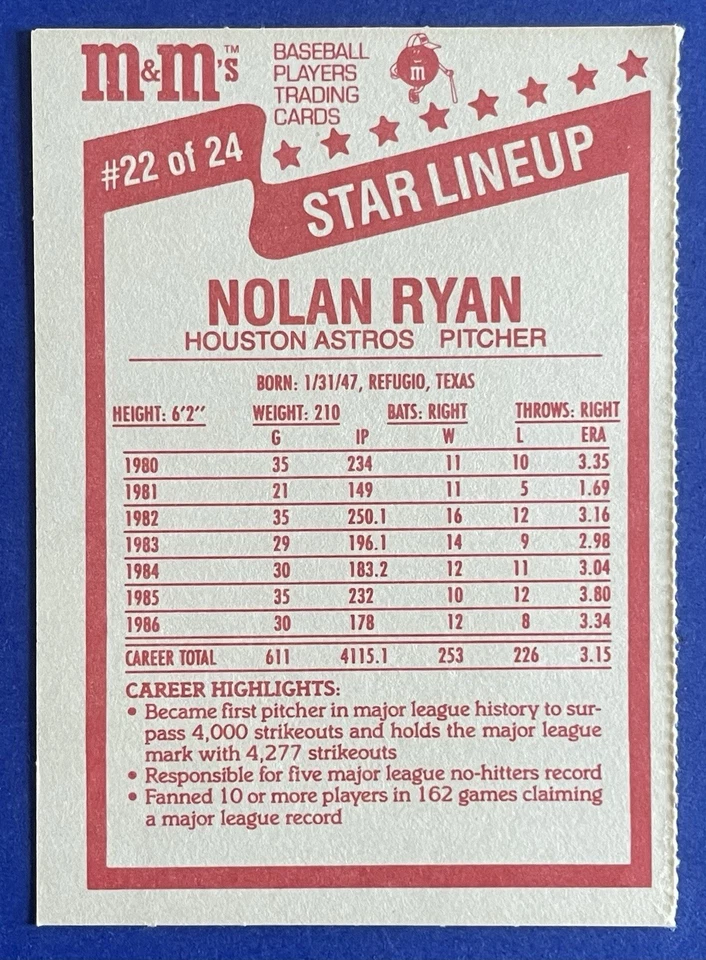 m&m's™
BASEBALL
PLAYERS
TRADING
CARDS
m
#22 of 24
STAR LINEUP
NOLAN RYAN
HOUSTON ASTROS PITCHER
BORN: 1/31/47, REFUGIO, TEXAS
HEIGHT: 6'2" WEIGHT: 210 BATS: RIGHT THROWS: RIGHT
G IP W L ERA
1980 35 234 11 10 3.35
1981 21 149 11 5 1.69
1982 35 250.1 16 12 3.16
1983 29 196.1 14 9 2.98
1984 30 183.2 12 11 3.04
1985 35 232 10 12 3.80
1986 30 178 12 8 3.34
CAREER TOTAL 611 4115.1 253 226 3.15
CAREER HIGHLIGHTS:
• Became first pitcher in major league history to sur-
pass 4,000 strikeouts and holds the major league
mark with 4,277 strikeouts
• Responsible for five major league no-hitters record
• Fanned 10 or more players in 162 games claiming
a major league record